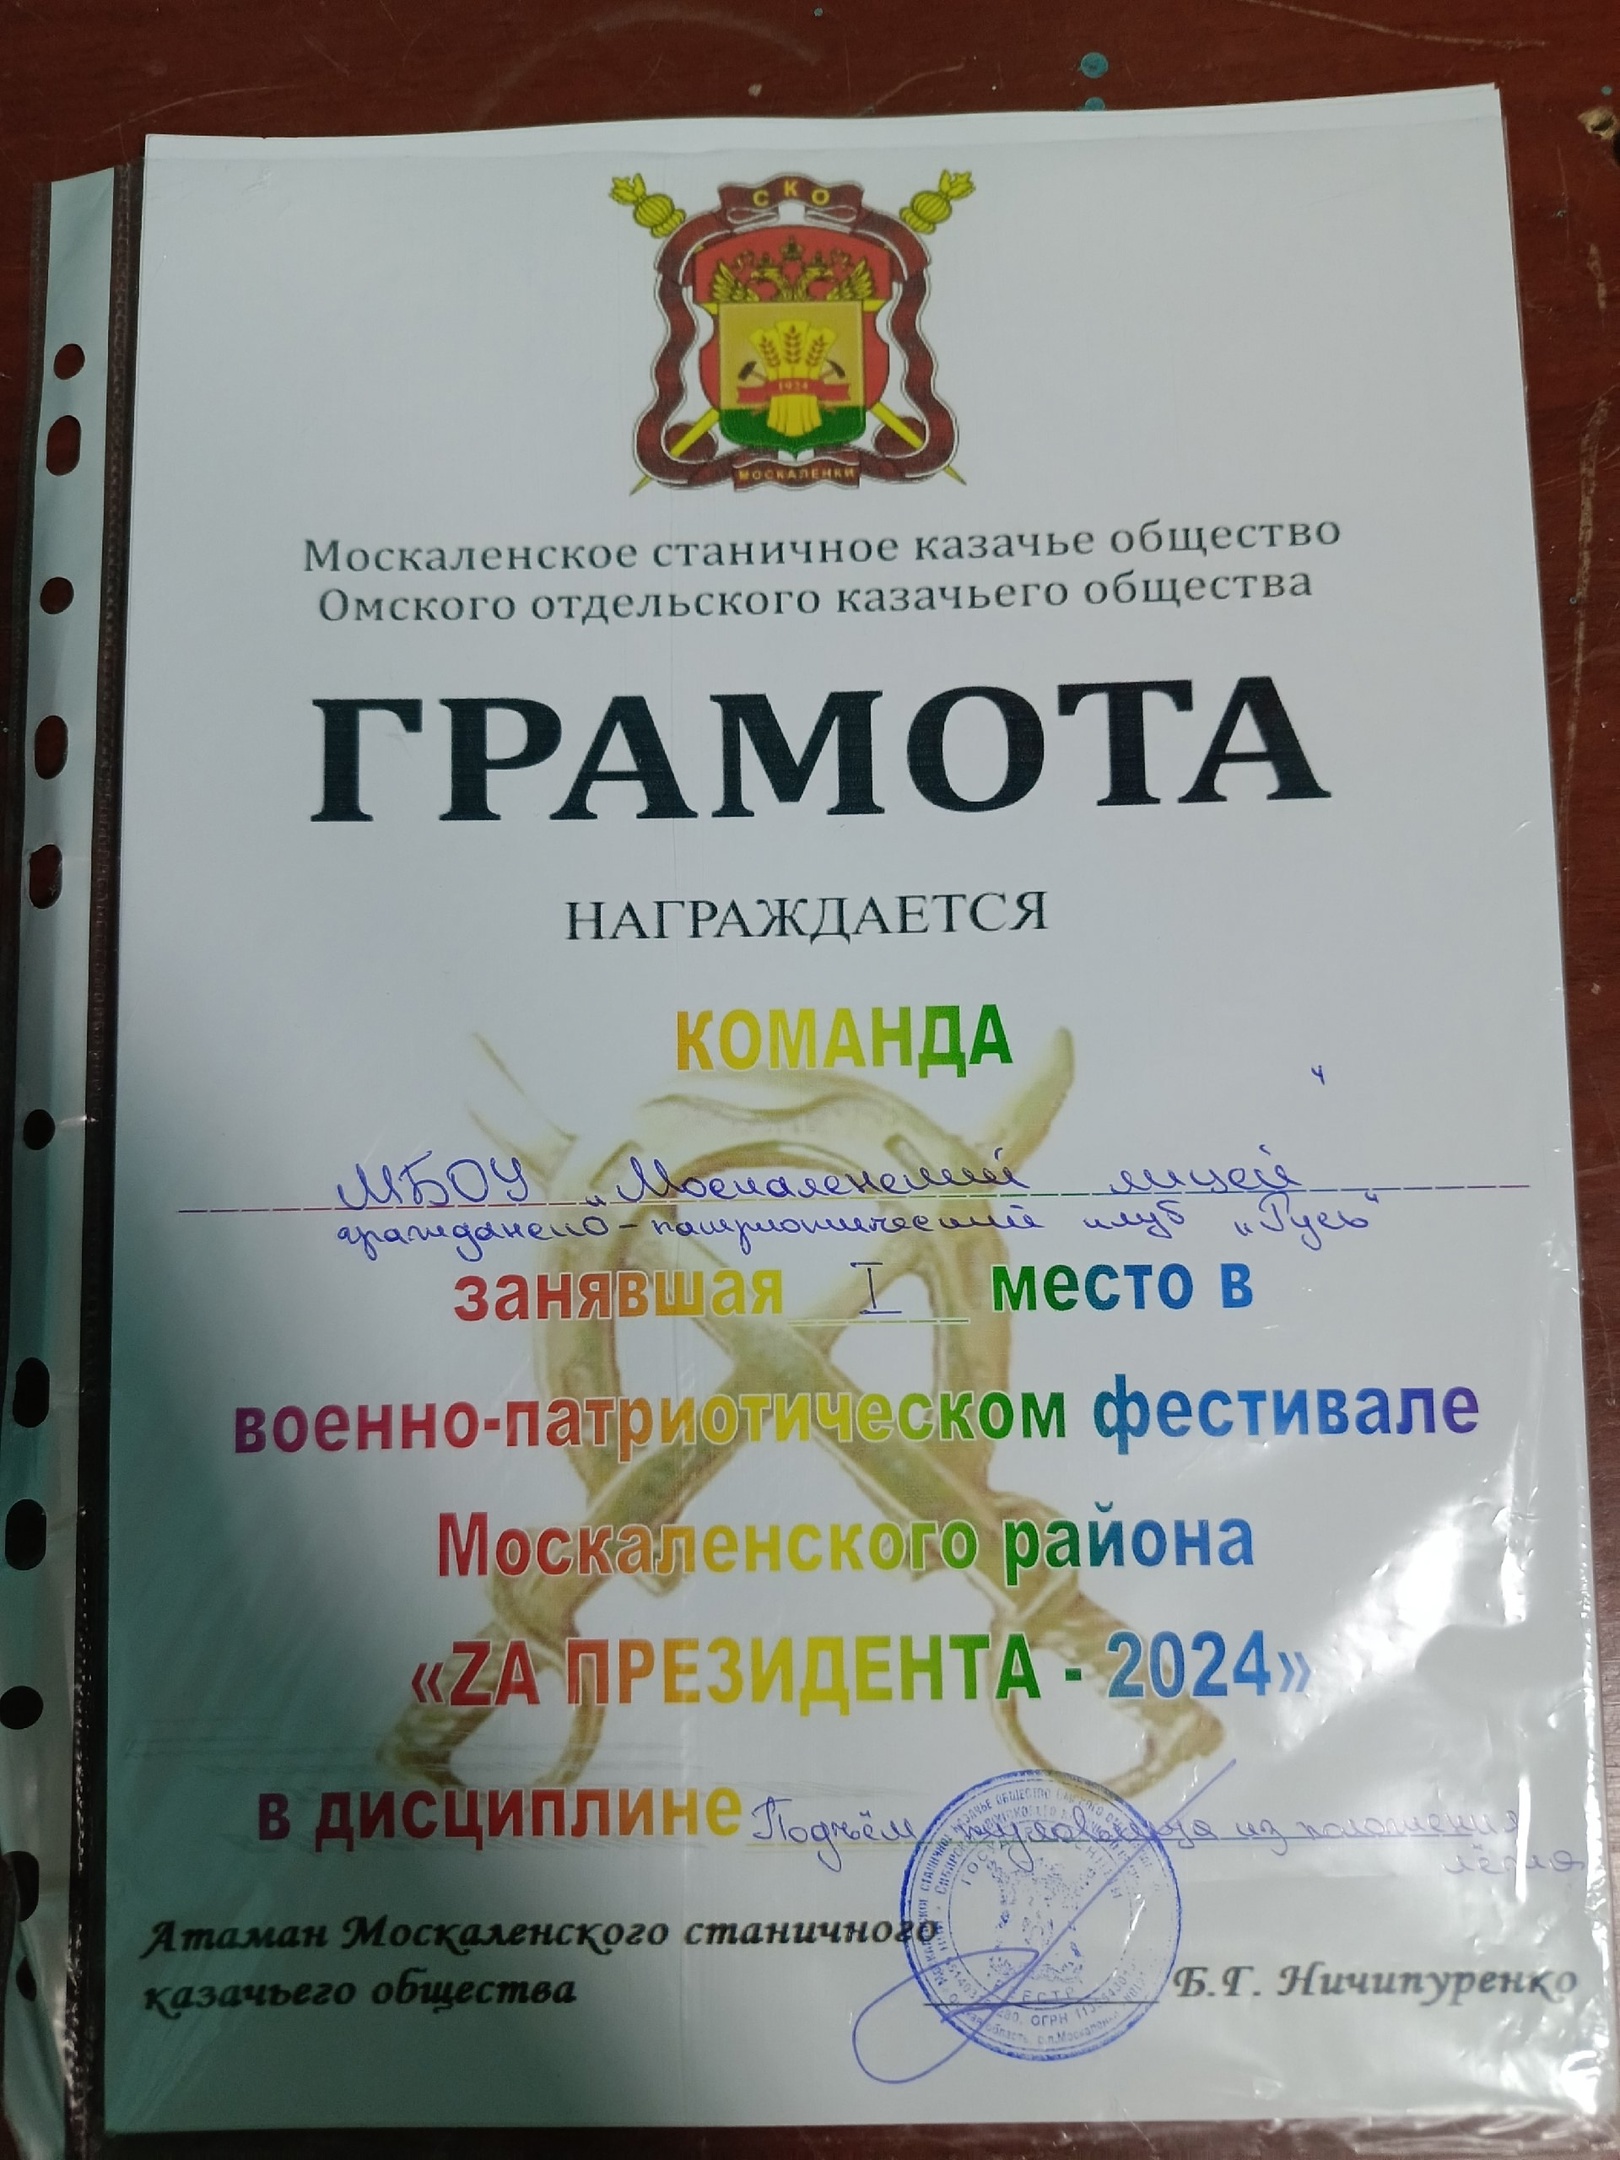 СКО
1924
МОСКАЛЕНКИ
Москаленское станичное казачье общество
Омского отдельского казачьего общества
ГРАМОТА
НАГРАЖДАЕТСЯ
КОМАНДА
МБОУ „Москаленский лицей"
гражданско-патриотический клуб „Русь"
занявшая I место в
военно-патриотическом фестивале
Москаленского района
«ZА ПРЕЗИДЕНТА - 2024»
в дисциплине Подъём туловища из положения
лёжа
Атаман Москаленского станичного
казачьего общества Б.Г. Ничипуренко